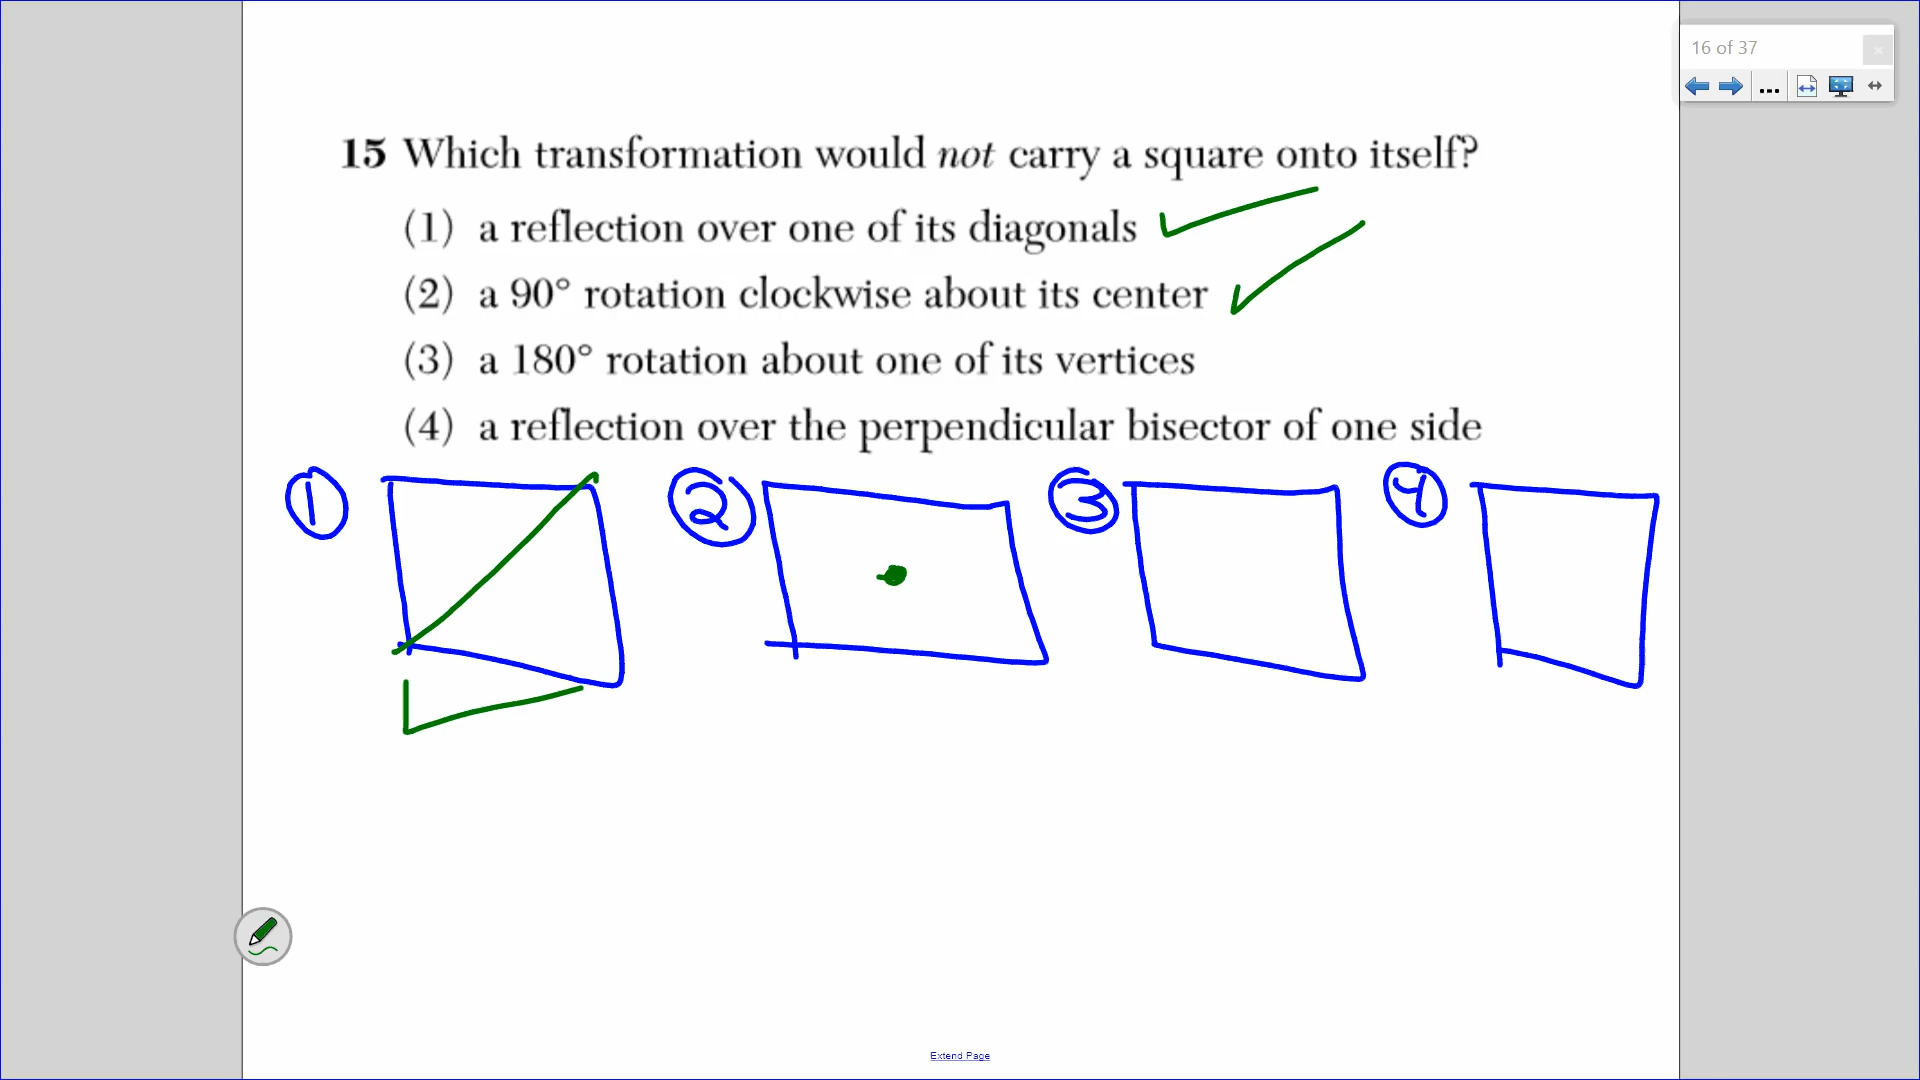 16 of 37
15 Which transformation would not carry a square onto itself?
(1) a reflection over one of its diagonals
(2) a 90° rotation clockwise about its center
(3) a 180° rotation about one of its vertices
(4) a reflection over the perpendicular bisector of one side
1 2 3 4
Extend Page